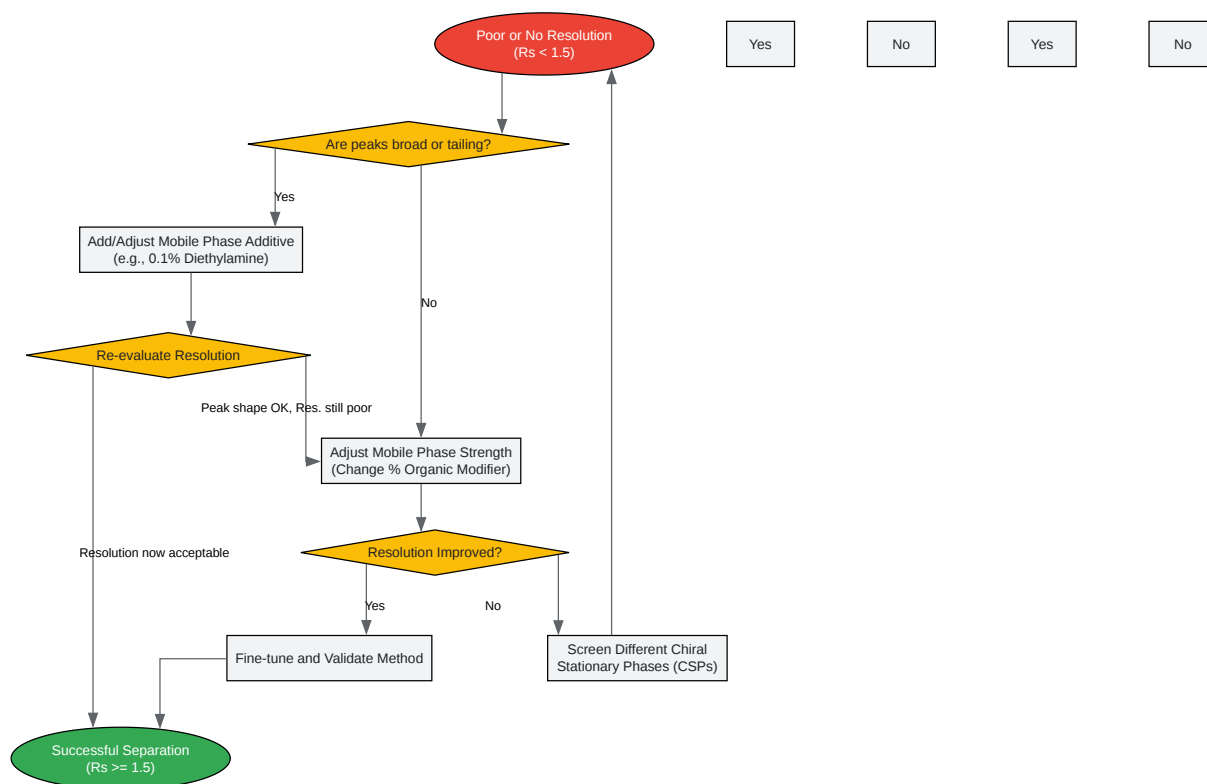 Poor or No Resolution
(Rs < 1.5)
Yes
No
Yes
No
Are peaks broad or tailing?
Yes
Add/Adjust Mobile Phase Additive
(e.g., 0.1% Diethylamine)
No
Re-evaluate Resolution
Peak shape OK, Res. still poor
Adjust Mobile Phase Strength
(Change % Organic Modifier)
Resolution now acceptable
Resolution Improved?
Yes
No
Fine-tune and Validate Method
Screen Different Chiral
Stationary Phases (CSPs)
Successful Separation
(Rs >= 1.5)